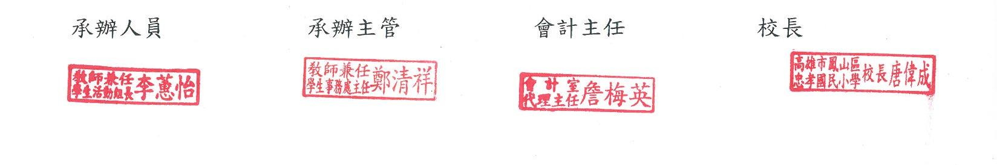 承辦人員
承辦主管
會計主任
校長
教師兼任
學生活動組長
李蕙怡
教師兼任
學生事務處主任
鄭清祥
會計室
代理主任
詹梅英
高雄市鳳山區
忠孝國民小學
校長唐偉成